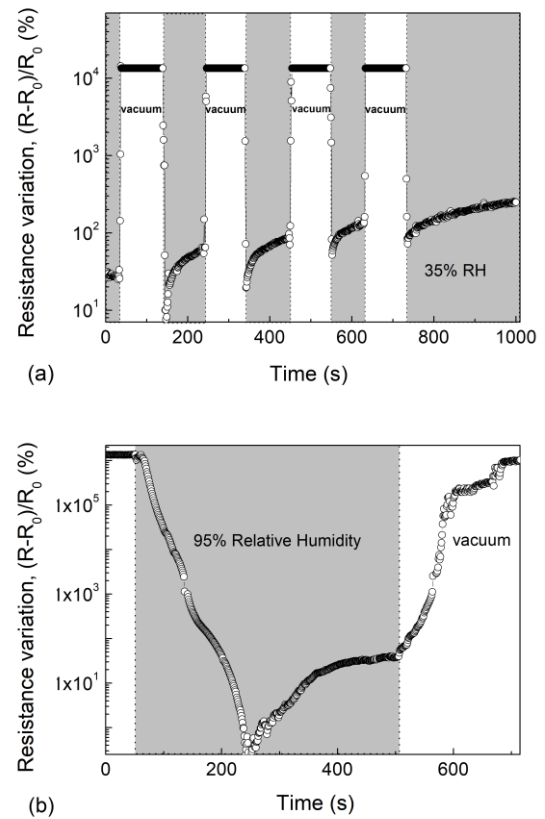 Resistance variation, (R-R₀)/R₀ (%)
10⁴
10³
10²
10¹
vacuum
vacuum
vacuum
vacuum
35% RH
0
200
400
600
800
1000
Time (s)
(a)
Resistance variation, (R-R₀)/R₀ (%)
1x10⁵
1x10³
1x10¹
95% Relative Humidity
vacuum
0
200
400
600
Time (s)
(b)